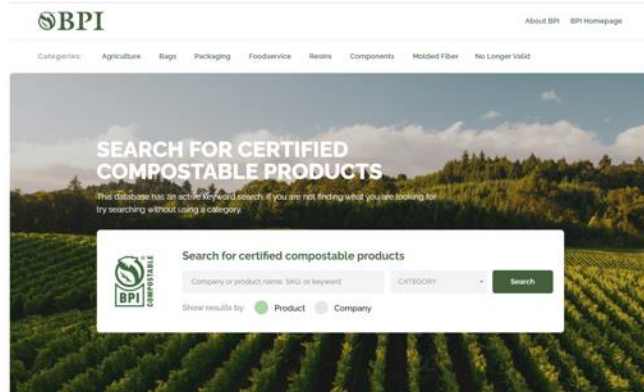 BPI
About BPI BPI Homepage
Categories: Agriculture Bags Packaging Foodservice Resins Components Molded Fiber No Longer Valid
SEARCH FOR CERTIFIED
COMPOSTABLE PRODUCTS
This database has an active keyword search. If you are not finding what you are looking for
try searching without using a category.
Search for certified compostable products
BPI
COMPOSTABLE
Company or product name, SKU, or keyword CATEGORY Search
Show results by Product Company